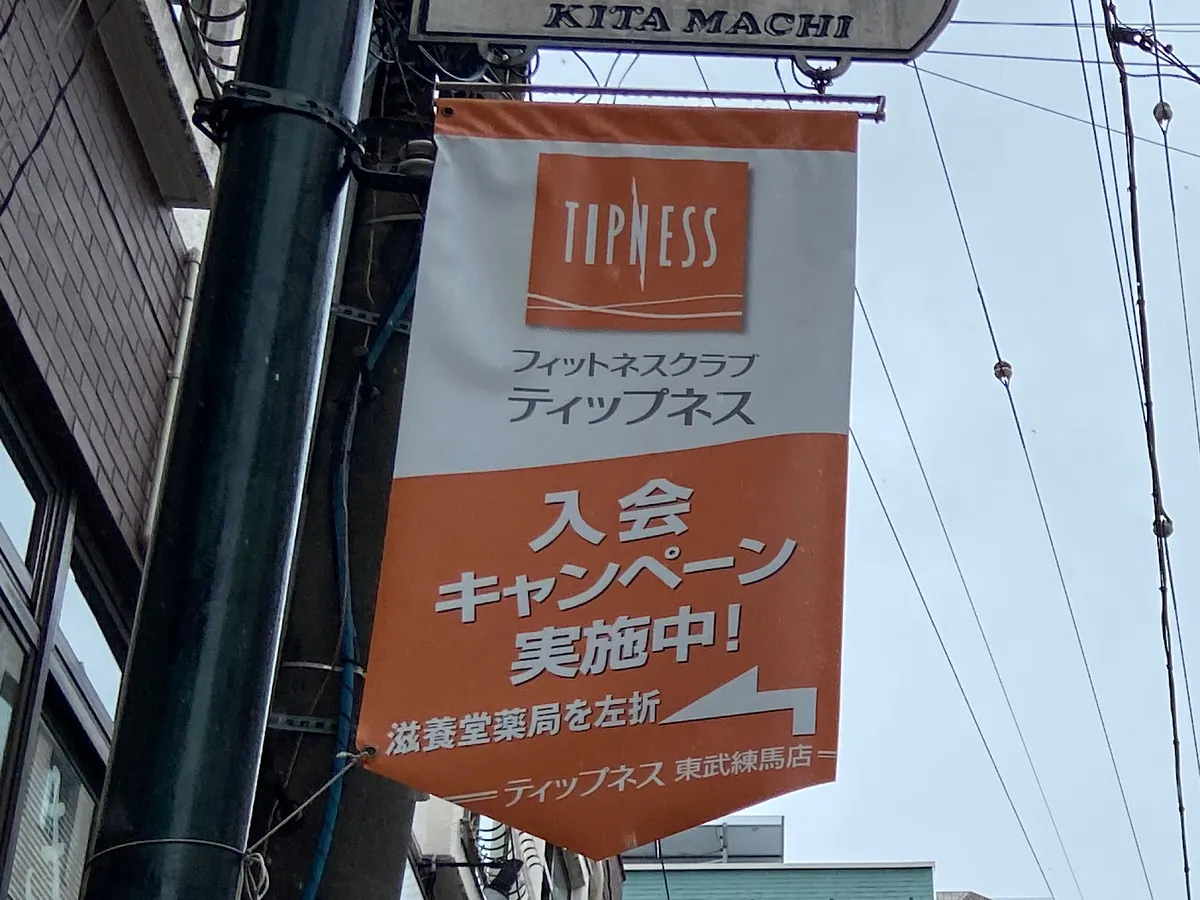 KITA MACHI
TIPNESS
フィットネスクラブ
ティップネス
入会
キャンペーン
実施中!
滋養堂薬局を左折
ティップネス 東武練馬店